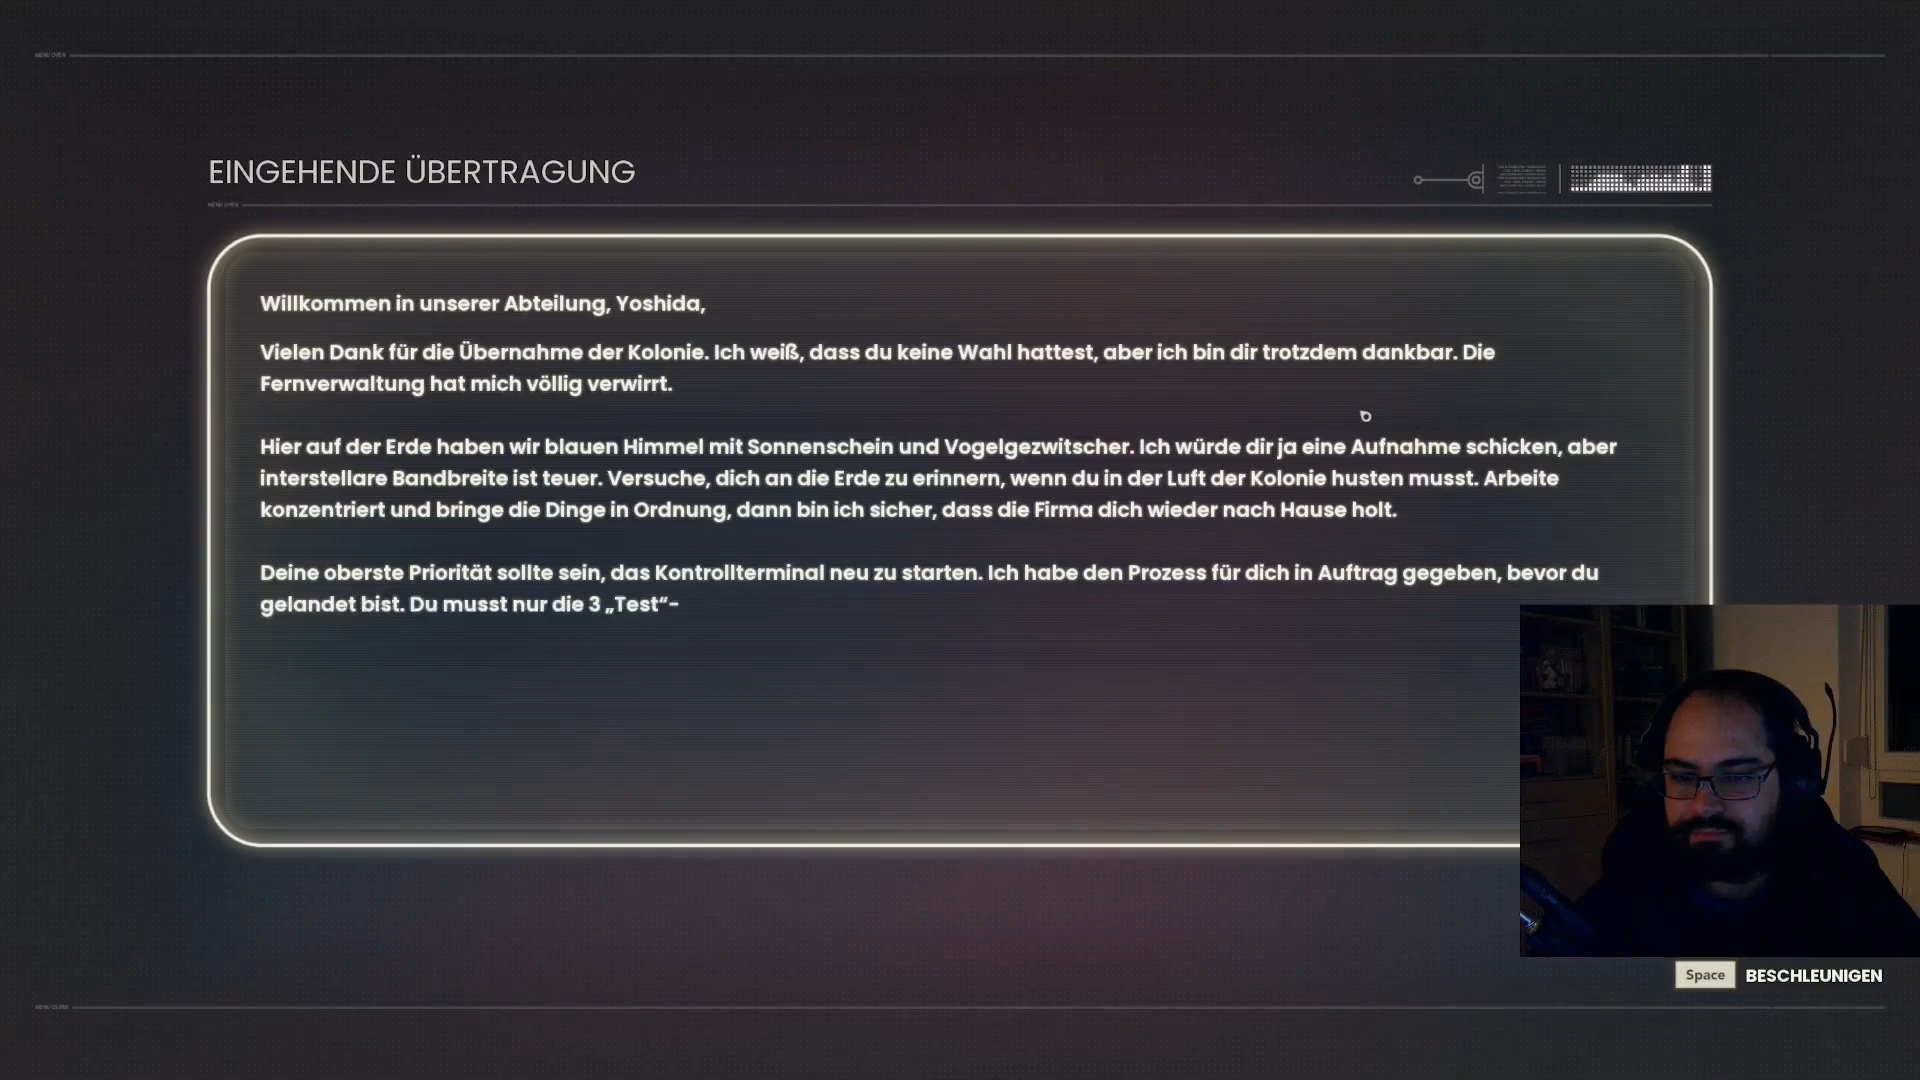 MENU OPEN
EINGEHENDE ÜBERTRAGUNG
MENU OPEN
Willkommen in unserer Abteilung, Yoshida,
Vielen Dank für die Übernahme der Kolonie. Ich weiß, dass du keine Wahl hattest, aber ich bin dir trotzdem dankbar. Die
Fernverwaltung hat mich völlig verwirrt.
Hier auf der Erde haben wir blauen Himmel mit Sonnenschein und Vogelgezwitscher. Ich würde dir ja eine Aufnahme schicken, aber
interstellare Bandbreite ist teuer. Versuche, dich an die Erde zu erinnern, wenn du in der Luft der Kolonie husten musst. Arbeite
konzentriert und bringe die Dinge in Ordnung, dann bin ich sicher, dass die Firma dich wieder nach Hause holt.
Deine oberste Priorität sollte sein, das Kontrollterminal neu zu starten. Ich habe den Prozess für dich in Auftrag gegeben, bevor du
gelandet bist. Du musst nur die 3 „Test“-
Space BESCHLEUNIGEN
MENU CLOSE